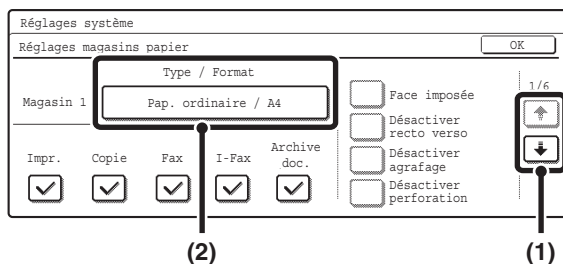 Réglages système
Réglages magasins papier
OK
Type / Format
Magasin 1
Pap. ordinaire / A4
Impr.
Copie
Fax
I-Fax
Archive
doc.
Face imposée
Désactiver
recto verso
Désactiver
agrafage
Désactiver
perforation
1/6
(2)
(1)